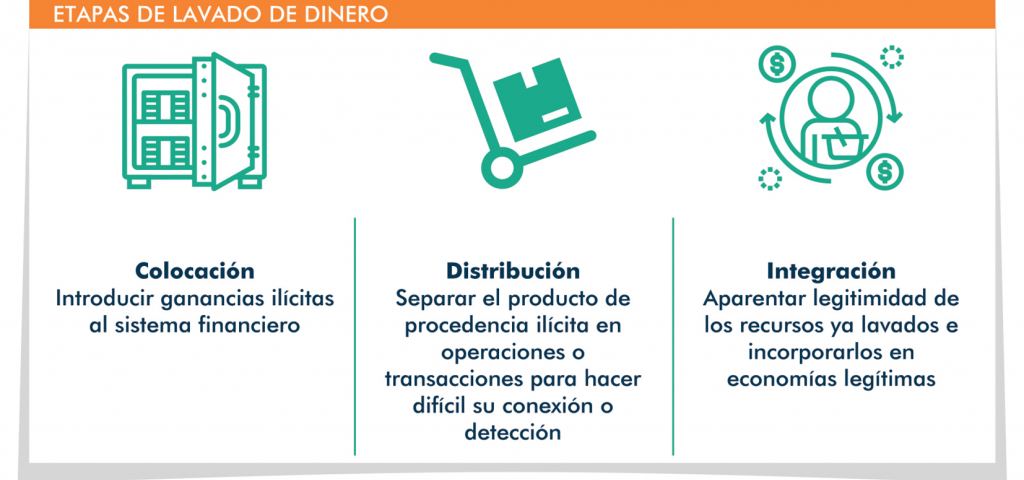 ETAPAS DE LAVADO DE DINERO
$
$
Colocación
Introducir ganancias ilícitas
al sistema financiero
Distribución
Separar el producto de
procedencia ilícita en
operaciones o
transacciones para hacer
difícil su conexión o
detección
Integración
Aparentar legitimidad de
los recursos ya lavados e
incorporarlos en
economías legítimas